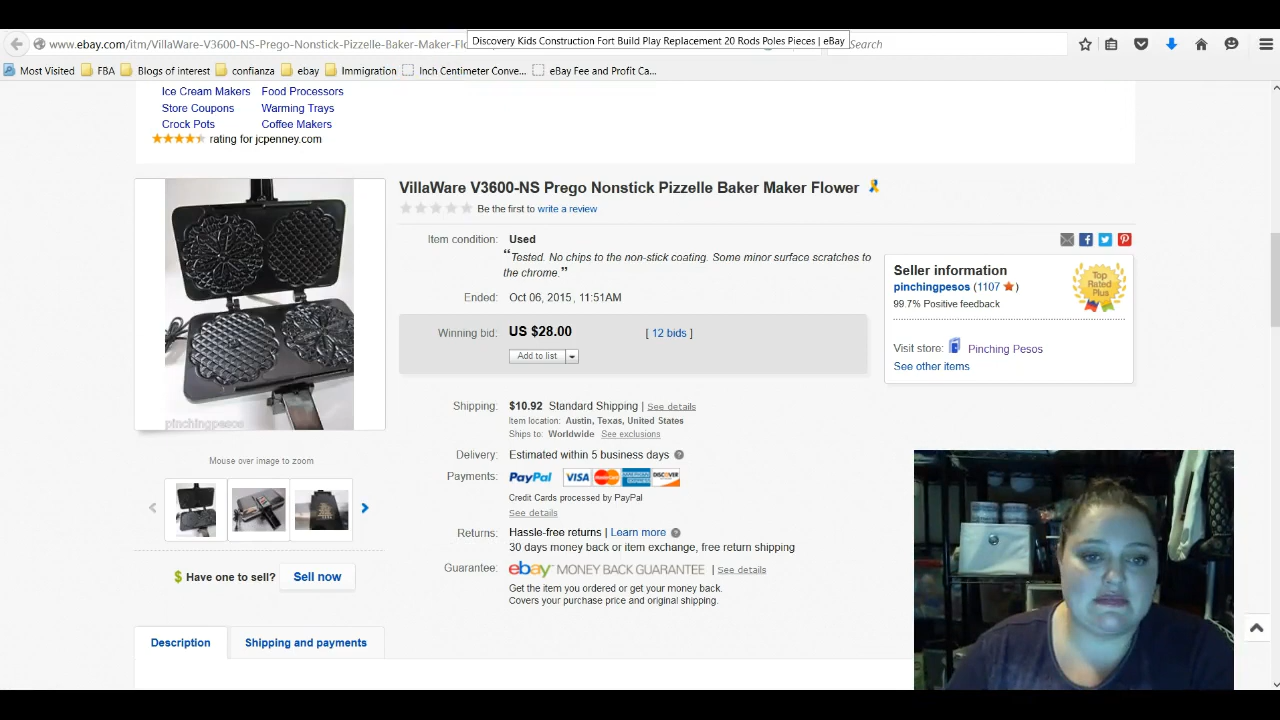 Discovery Kids Construction Fort Build Play Replacement 20 Rods Poles Pieces | eBay
www.ebay.com/itm/VillaWare-V3600-NS-Prego-Nonstick-Pizzelle-Baker-Maker-Flo
Search
Most Visited FBA Blogs of interest confianza ebay Immigration Inch Centimeter Conve... eBay Fee and Profit Ca...
Ice Cream Makers Food Processors
Store Coupons Warming Trays
Crock Pots Coffee Makers
rating for jcpenney.com
VillaWare V3600-NS Prego Nonstick Pizzelle Baker Maker Flower
Be the first to write a review
Item condition: Used
“Tested. No chips to the non-stick coating. Some minor surface scratches to
the chrome.”
Ended: Oct 06, 2015 , 11:51AM
Winning bid: US $28.00 [ 12 bids ]
Add to list
Seller information
pinchingpesos (1107 )
99.7% Positive feedback
Top
Rated
Plus
Visit store: Pinching Pesos
See other items
Shipping: $10.92 Standard Shipping | See details
Item location: Austin, Texas, United States
Ships to: Worldwide See exclusions
Delivery: Estimated within 5 business days ?
Payments: PayPal VISA MasterCard AMERICAN EXPRESS DISCOVER
Credit Cards processed by PayPal
See details
Returns: Hassle-free returns | Learn more ?
30 days money back or item exchange, free return shipping
Guarantee: ebay MONEY BACK GUARANTEE | See details
Get the item you ordered or get your money back.
Covers your purchase price and original shipping.
pinchingpesos
Mouse over image to zoom
$ Have one to sell? Sell now
Description Shipping and payments